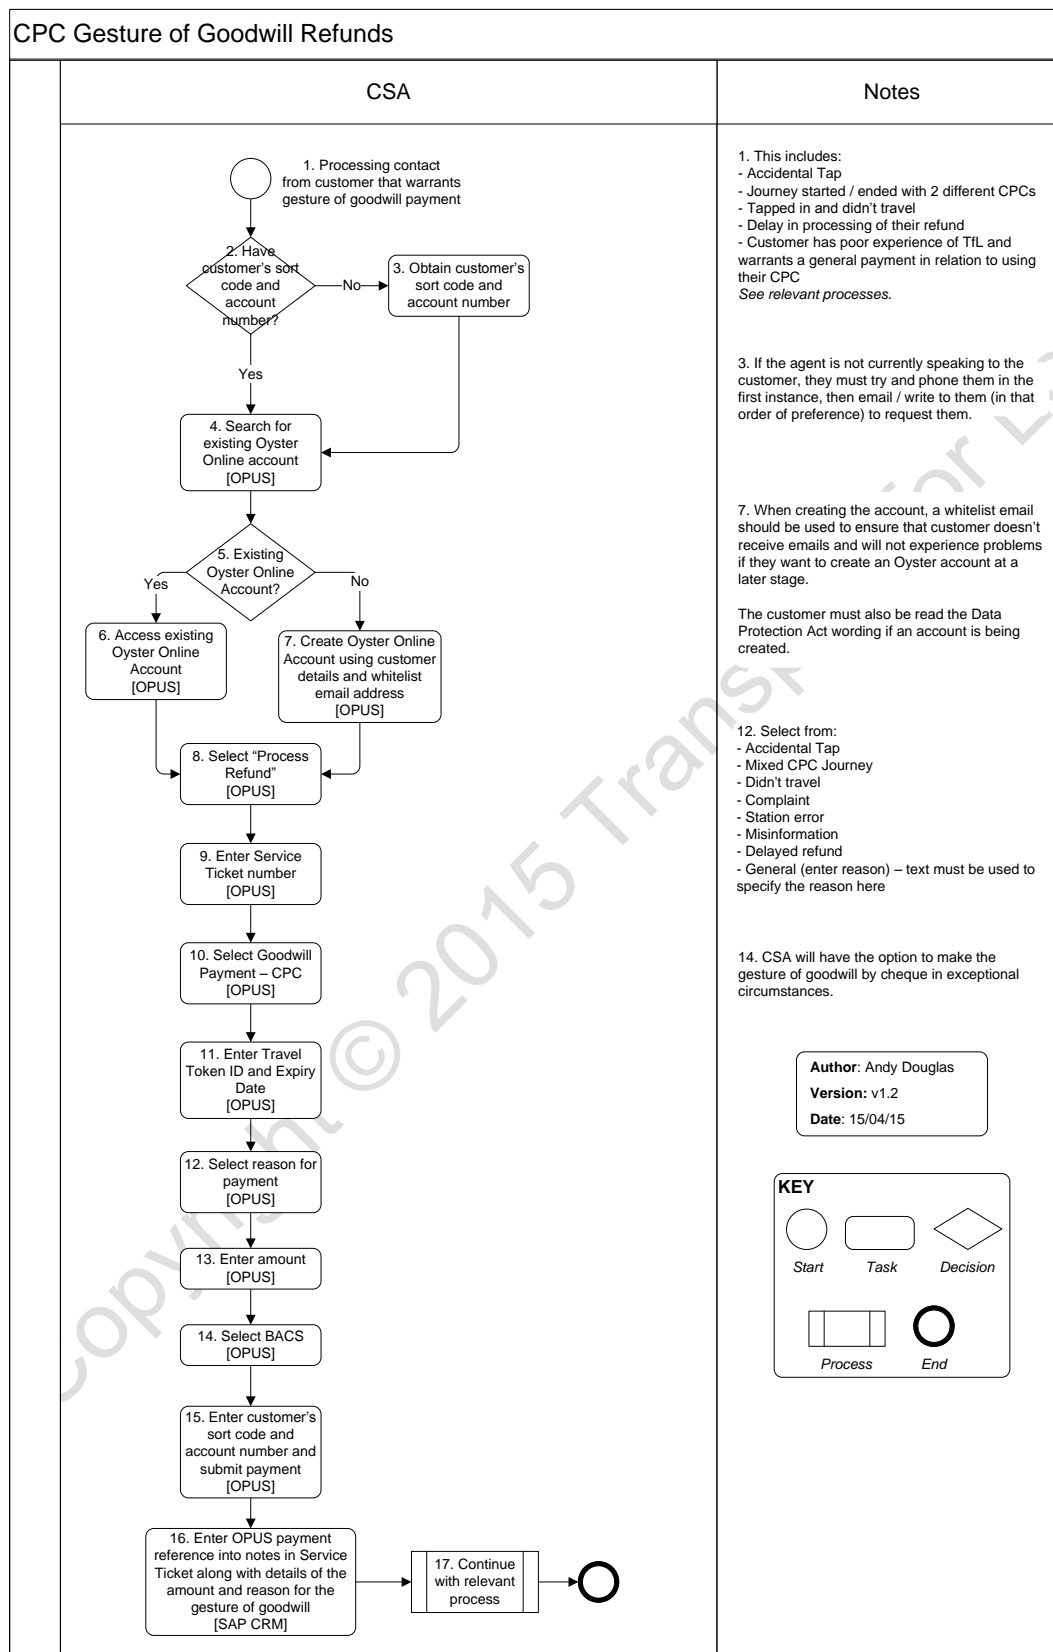 CPC Gesture of Goodwill Refunds
CSA
Notes
1. Processing contact
from customer that warrants
gesture of goodwill payment
2. Have
customer's sort
code and
account
number?
No
3. Obtain customer's
sort code and
account number
Yes
4. Search for
existing Oyster
Online account
[OPUS]
5. Existing
Oyster Online
Account?
Yes
No
6. Access existing
Oyster Online
Account
[OPUS]
7. Create Oyster Online
Account using customer
details and whitelist
email address
[OPUS]
8. Select “Process
Refund”
[OPUS]
9. Enter Service
Ticket number
[OPUS]
10. Select Goodwill
Payment – CPC
[OPUS]
11. Enter Travel
Token ID and Expiry
Date
[OPUS]
12. Select reason for
payment
[OPUS]
13. Enter amount
[OPUS]
14. Select BACS
[OPUS]
15. Enter customer's
sort code and
account number and
submit payment
[OPUS]
16. Enter OPUS payment
reference into notes in Service
Ticket along with details of the
amount and reason for the
gesture of goodwill
[SAP CRM]
17. Continue
with relevant
process
1. This includes:
- Accidental Tap
- Journey started / ended with 2 different CPCs
- Tapped in and didn't travel
- Delay in processing of their refund
- Customer has poor experience of TfL and
warrants a general payment in relation to using
their CPC
See relevant processes.
3. If the agent is not currently speaking to the
customer, they must try and phone them in the
first instance, then email / write to them (in that
order of preference) to request them.
7. When creating the account, a whitelist email
should be used to ensure that customer doesn't
receive emails and will not experience problems
if they want to create an Oyster account at a
later stage.
The customer must also be read the Data
Protection Act wording if an account is being
created.
12. Select from:
- Accidental Tap
- Mixed CPC Journey
- Didn't travel
- Complaint
- Station error
- Misinformation
- Delayed refund
- General (enter reason) – text must be used to
specify the reason here
14. CSA will have the option to make the
gesture of goodwill by cheque in exceptional
circumstances.
Author: Andy Douglas
Version: v1.2
Date: 15/04/15
KEY
Start
Task
Decision
Process
End
Copyright © 2015